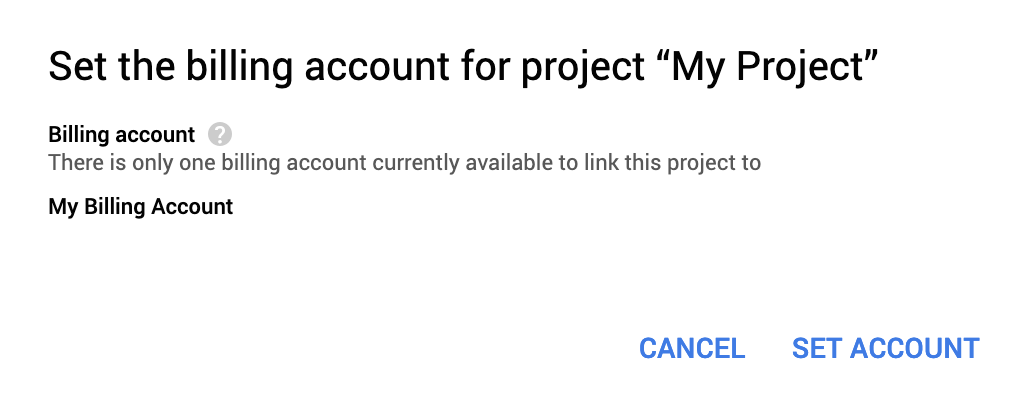 Set the billing account for project “My Project”
Billing account ?
There is only one billing account currently available to link this project to
My Billing Account
CANCEL SET ACCOUNT